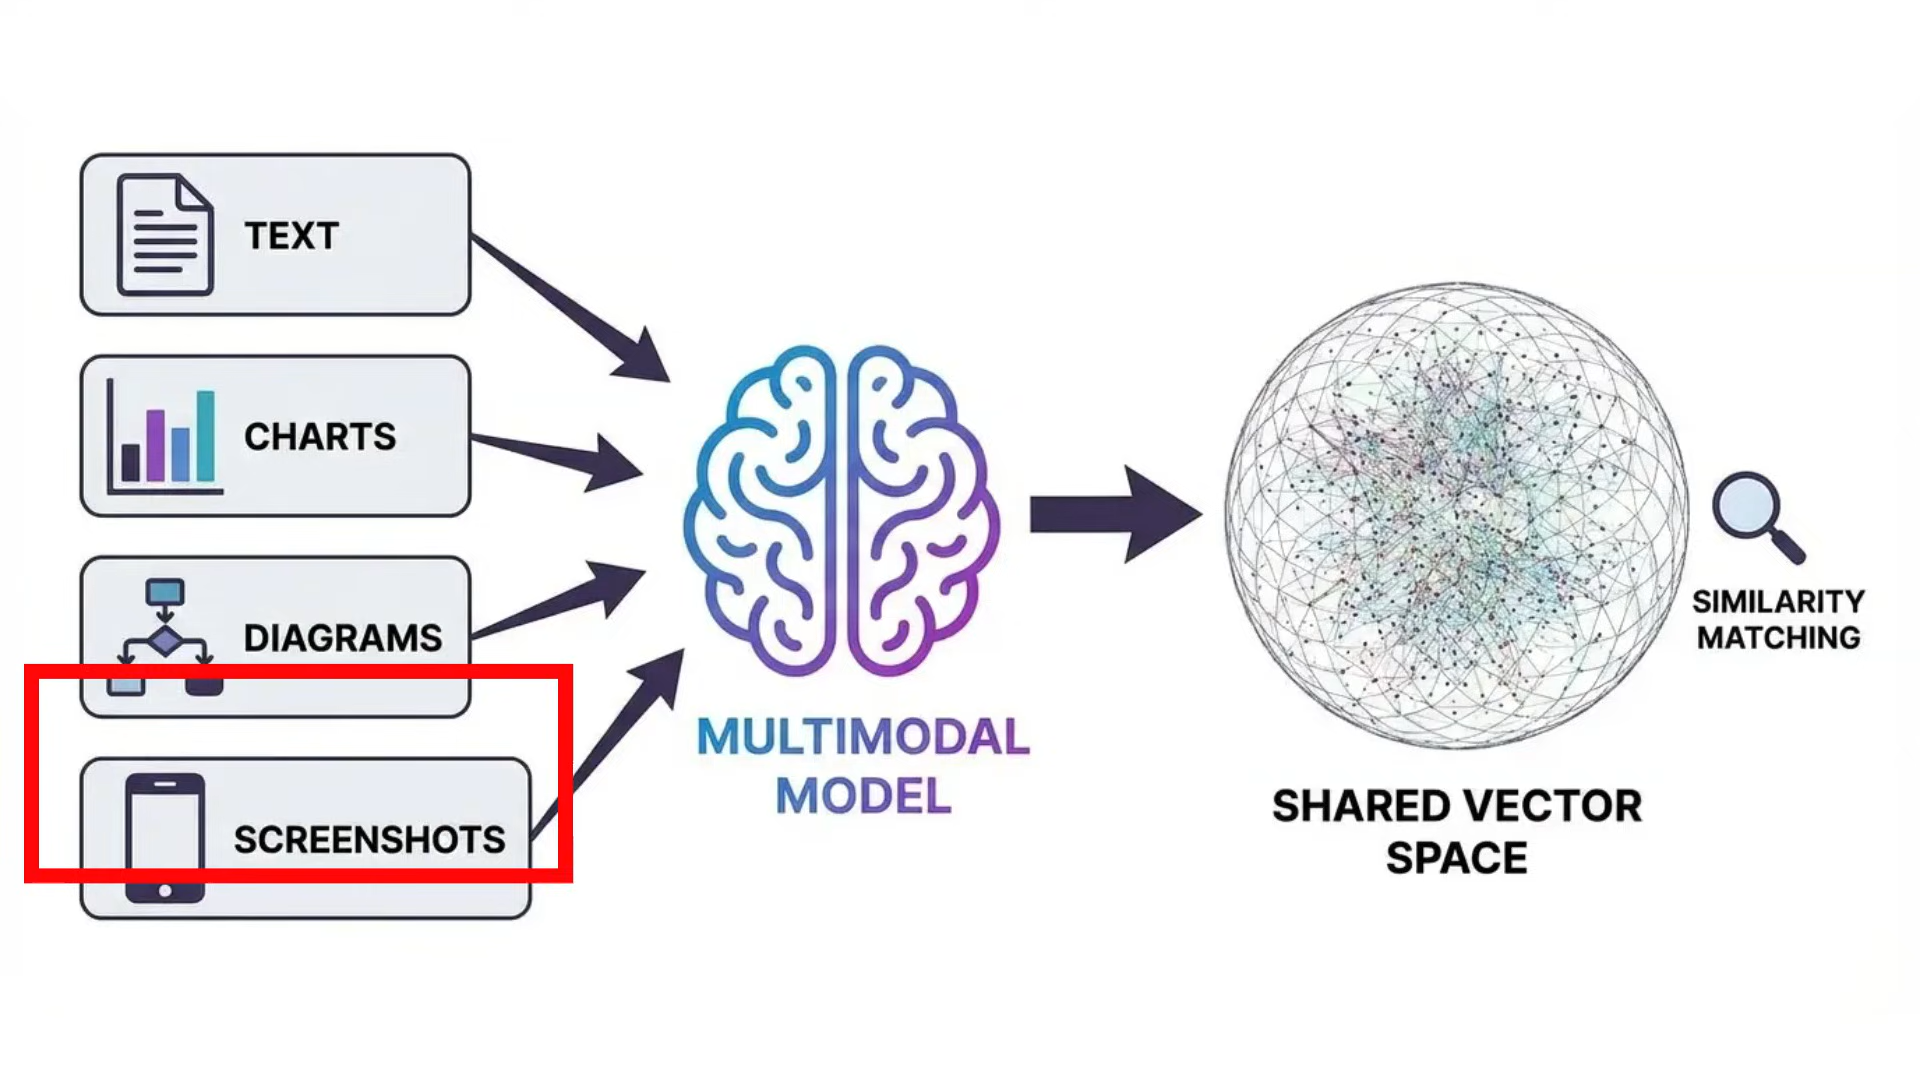 TEXT
CHARTS
DIAGRAMS
SCREENSHOTS
MULTIMODAL
MODEL
SHARED VECTOR
SPACE
SIMILARITY
MATCHING